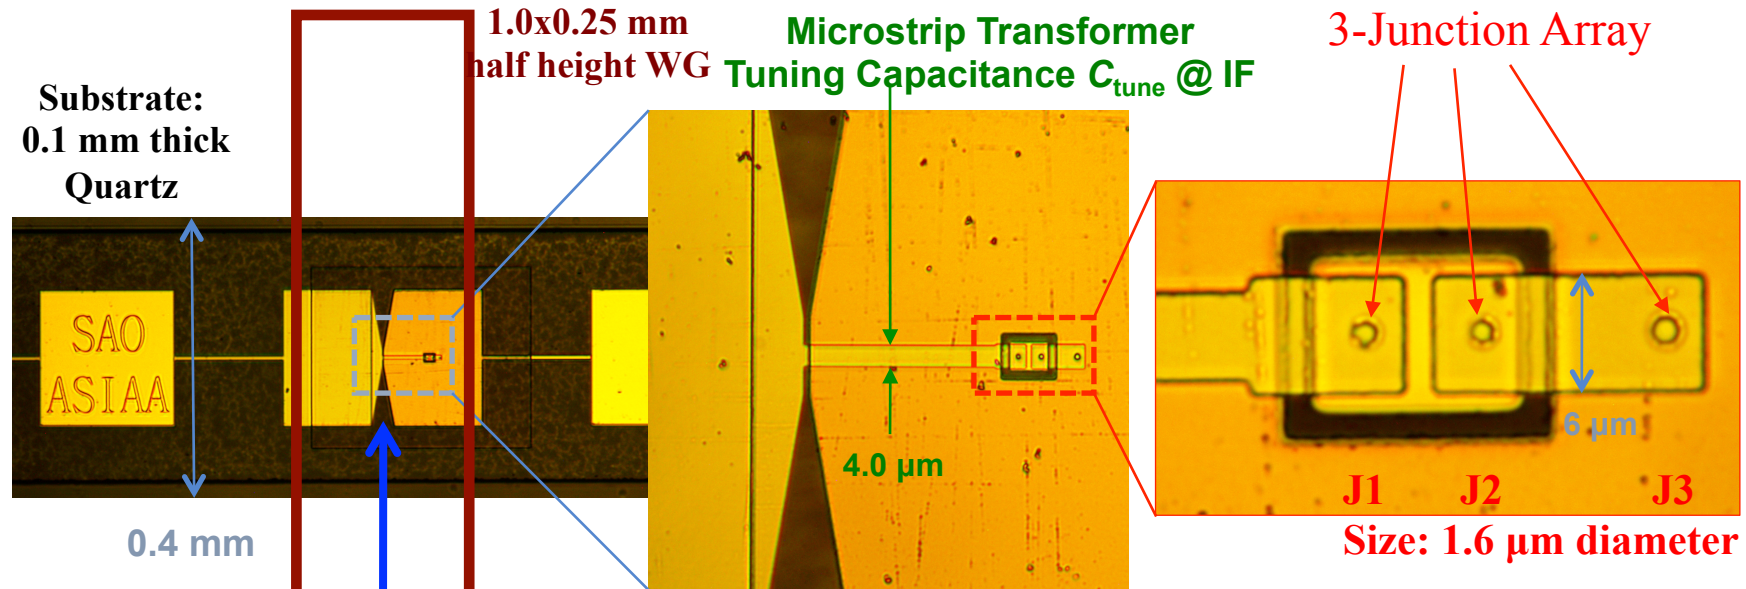 1.0x0.25 mm
half height WG
Microstrip Transformer
Tuning Capacitance Ctune @ IF
3-Junction Array
Substrate:
0.1 mm thick
Quartz
SAO
ASIAA
0.4 mm
4.0 μm
6 μm
J1 J2 J3
Size: 1.6 μm diameter